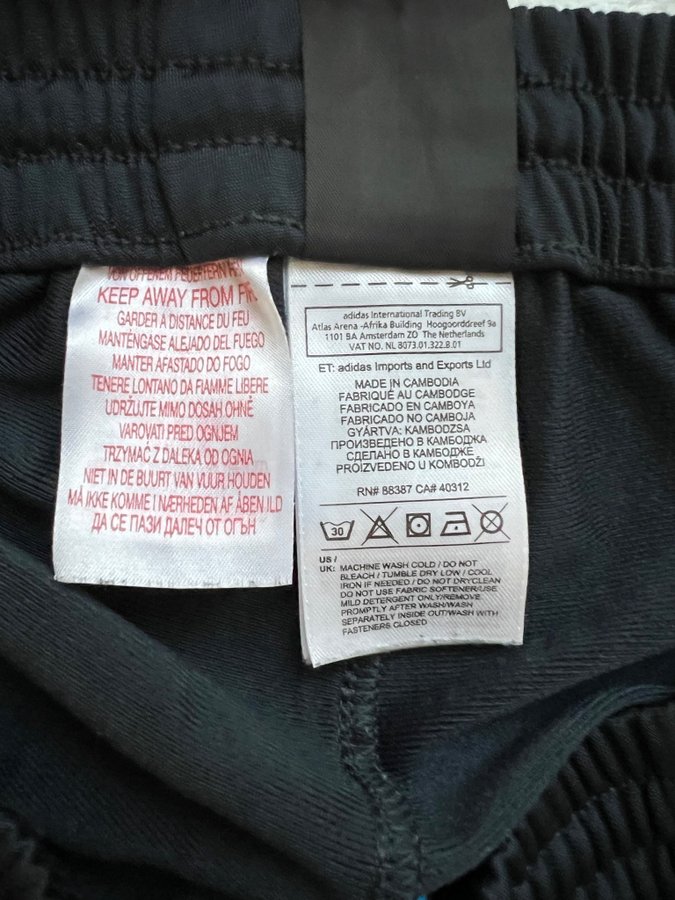 VON OFFENEM FEUER FERN
KEEP AWAY FROM
GARDER A DISTANCE DU FEU
MANTÉNGASE ALEJADO DEL FUEGO
MANTER AFASTADO DO FOGO
TENERE LONTANO DA FIAMME LIBERE
UDRŽUJTE MIMO DOSAH OHNĚ
VAROVATI PRED OGNJEM
TRZYMAĆ Z DALEKA OD OGNIA
NIET IN DE BUURT VAN VUUR HOUDEN
MÅ IKKE KOMME I NÆRHEDEN AF ÅBEN ILD
ДА СЕ ПАЗИ ДАЛЕЧ ОТ ОГЪН
adidas International Trading BV
Atlas Arena -Afrika Building Hoogoorddreef 9a
1101 BA Amsterdam ZO The Netherlands
VAT NO. NL 8073.01.322.B.01
ET: adidas Imports and Exports Ltd
MADE IN CAMBODIA
FABRIQUÉ AU CAMBODGE
FABRICADO EN CAMBOYA
FABRICADO NO CAMBOJA
GYÁRTVA: KAMBODZSA
ПРОИЗВЕДЕНО В КАМБОДЖА
СДЕЛАНО В КАМБОДЖЕ
PROIZVEDENO U KOMBODŽI
RN# 88387 CA# 40312
30
US /
UK: MACHINE WASH COLD / DO NOT
BLEACH / TUMBLE DRY LOW / COOL
IRON IF NEEDED / DO NOT DRYCLEAN
DO NOT USE FABRIC SOFTENER/USE
MILD DETERGENT ONLY/REMOVE
PROMPTLY AFTER WASH/WASH
SEPARATELY INSIDE OUT/WASH WITH
FASTENERS CLOSED